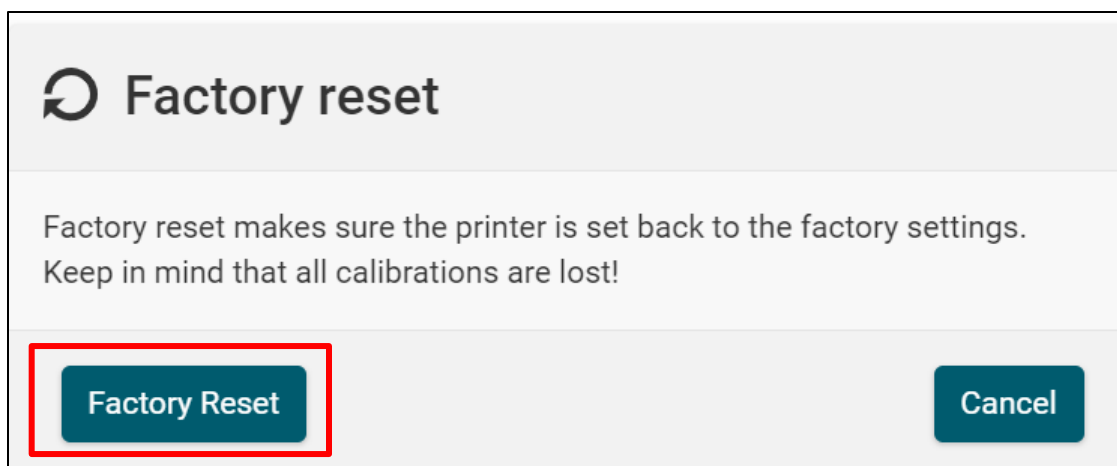 Factory reset
Factory reset makes sure the printer is set back to the factory settings.
Keep in mind that all calibrations are lost!
Factory Reset
Cancel